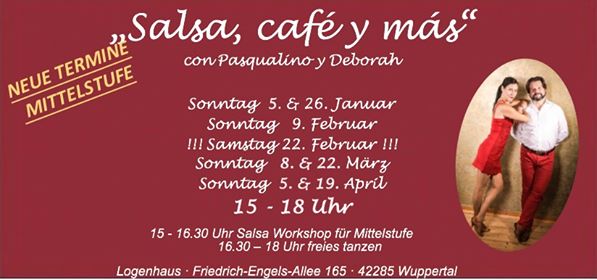 „Salsa, café y más“
con Pasqualino y Deborah
NEUE TERMINE
MITTELSTUFE
Sonntag 5. & 26. Januar
Sonntag 9. Februar
!!! Samstag 22. Februar !!!
Sonntag 8. & 22. März
Sonntag 5. & 19. April
15 - 18 Uhr
15 - 16.30 Uhr Salsa Workshop für Mittelstufe
16.30 – 18 Uhr freies tanzen
Logenhaus · Friedrich-Engels-Allee 165 · 42285 Wuppertal